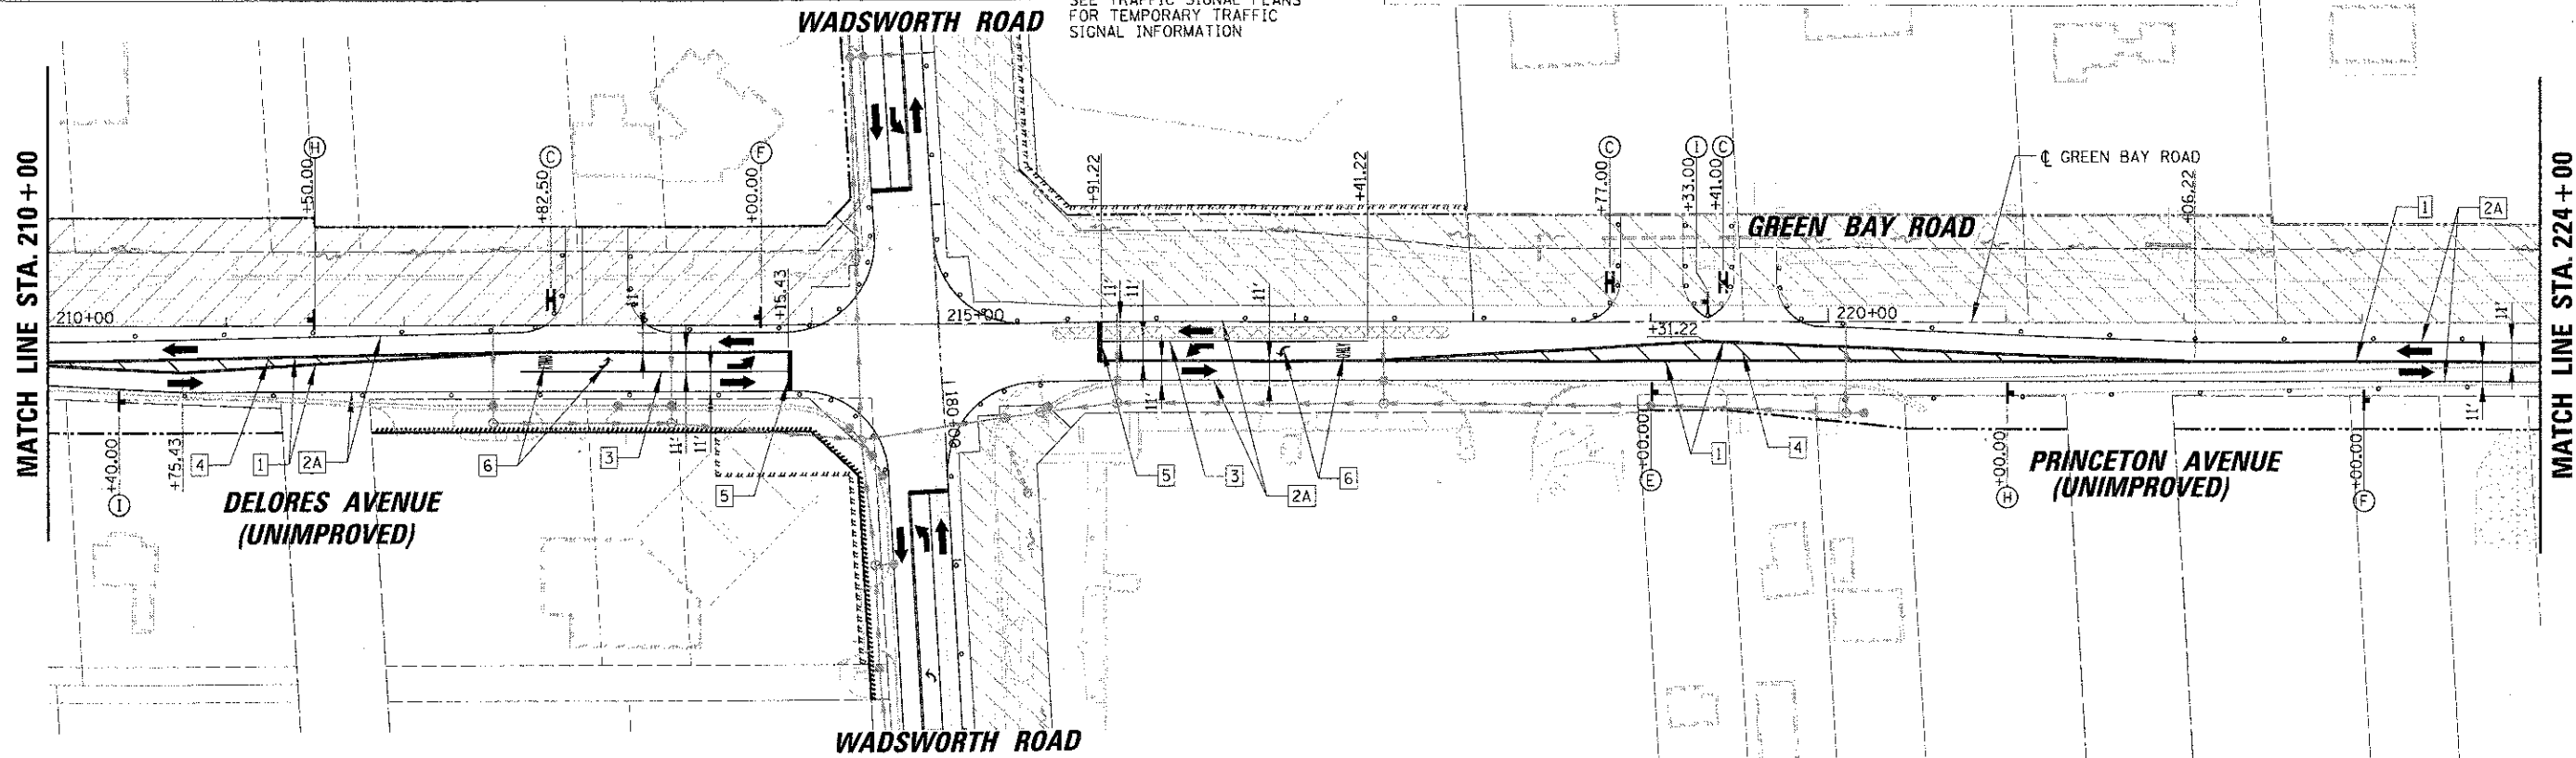 SEE TRAFFIC SIGNAL PLANS
FOR TEMPORARY TRAFFIC
SIGNAL INFORMATION
WADSWORTH ROAD
MATCH LINE STA. 210+00
MATCH LINE STA. 224+00
H
+50.00
C
+82.50
F
+00.00
+15.43
+91.22
+41.22
C
+77.00
I
+33.00
C
+41.00
℄ GREEN BAY ROAD
+06.22
1
2A
GREEN BAY ROAD
H
H
H
210+00
215+00
220+00
+31.22
11'
11'
11'
11'
11'
11'
11'
11'
11'
180+00
+40.00
I
+75.43
4
1
2A
6
3
5
5
3
2A
6
+00.00
E
1
4
+00.00
H
+00.00
F
DELORES AVENUE
(UNIMPROVED)
PRINCETON AVENUE
(UNIMPROVED)
WADSWORTH ROAD